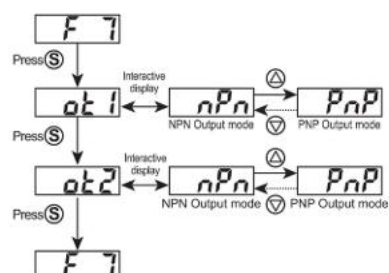 F 7
Press S
Interactive
display
ot1 nPn PnP
NPN Output mode PNP Output mode
Press S
Interactive
display
ot2 nPn PnP
NPN Output mode PNP Output mode
Press S
F 7